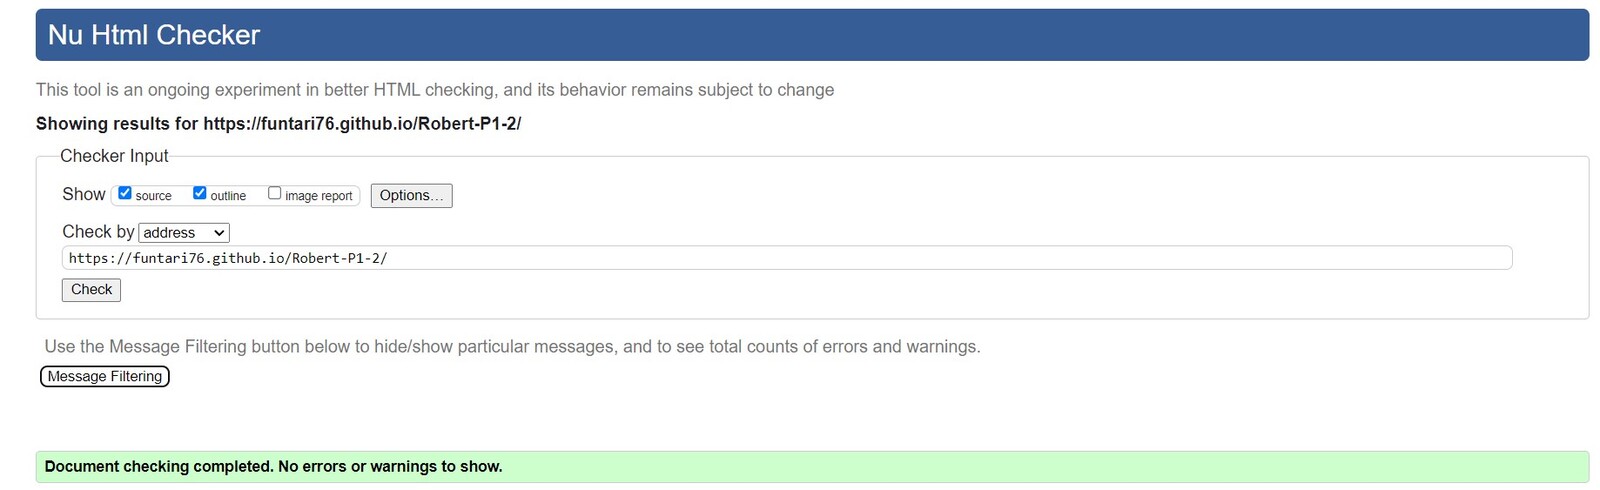 Nu Html Checker
This tool is an ongoing experiment in better HTML checking, and its behavior remains subject to change
Showing results for https://funtari76.github.io/Robert-P1-2/
Checker Input
Show source outline image report Options...
Check by address
https://funtari76.github.io/Robert-P1-2/
Check
Use the Message Filtering button below to hide/show particular messages, and to see total counts of errors and warnings.
Message Filtering
Document checking completed. No errors or warnings to show.